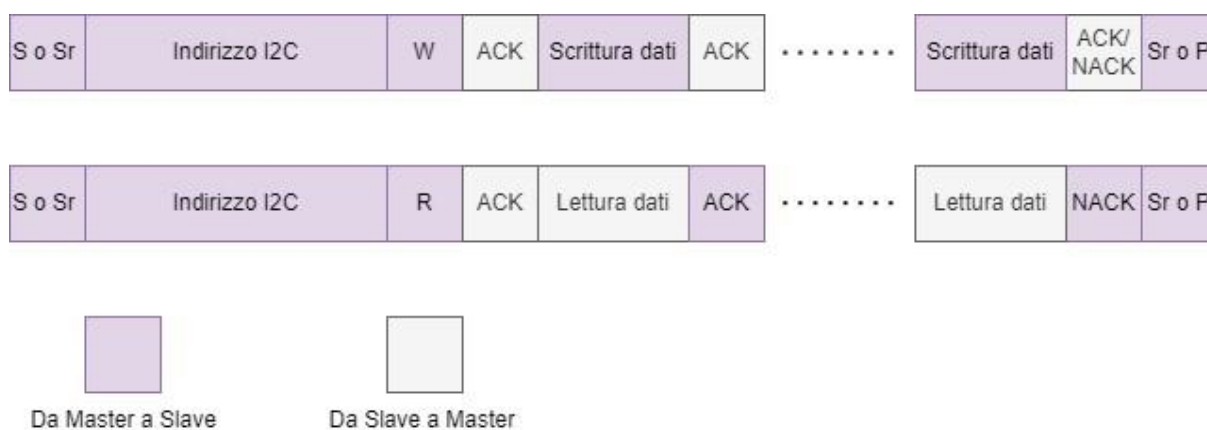 S o Sr Indirizzo I2C W ACK Scrittura dati ACK ········ Scrittura dati ACK/
NACK Sr o P
S o Sr Indirizzo I2C R ACK Lettura dati ACK ········ Lettura dati NACK Sr o P
Da Master a Slave Da Slave a Master